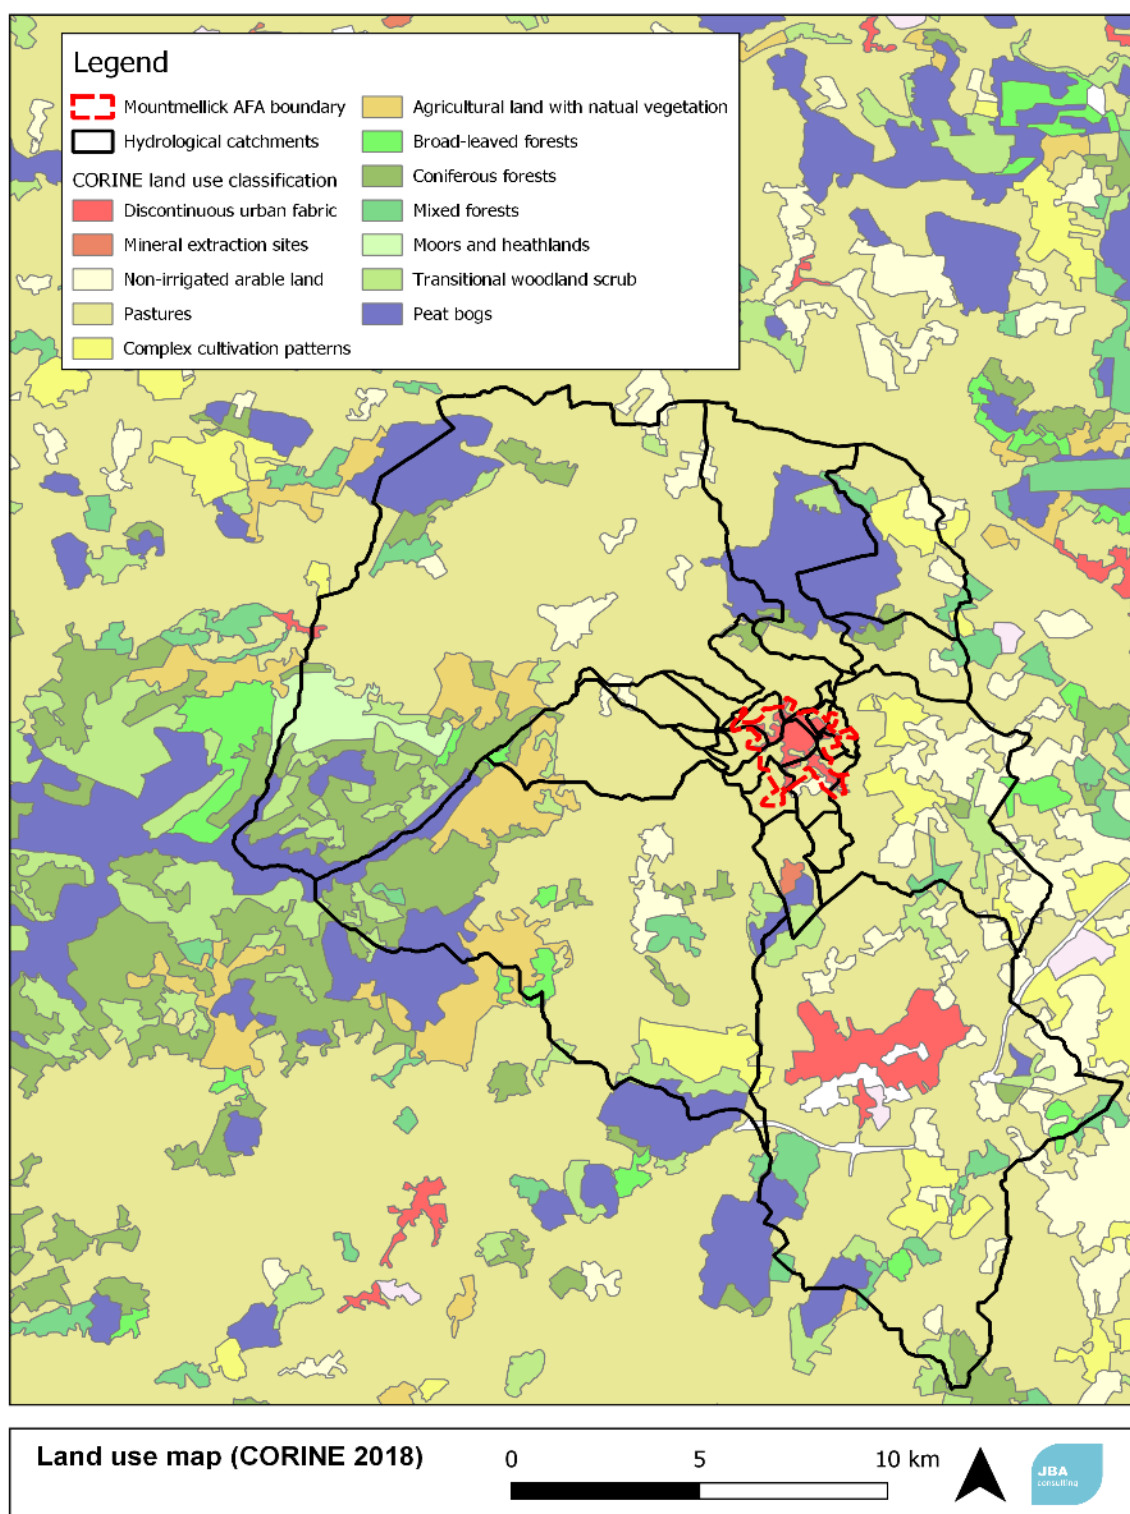 Legend
Mountmellick AFA boundary
Hydrological catchments
CORINE land use classification
Discontinuous urban fabric
Mineral extraction sites
Non-irrigated arable land
Pastures
Complex cultivation patterns
Agricultural land with natual vegetation
Broad-leaved forests
Coniferous forests
Mixed forests
Moors and heathlands
Transitional woodland scrub
Peat bogs
Land use map (CORINE 2018)
0 5 10 km
JBA
consulting